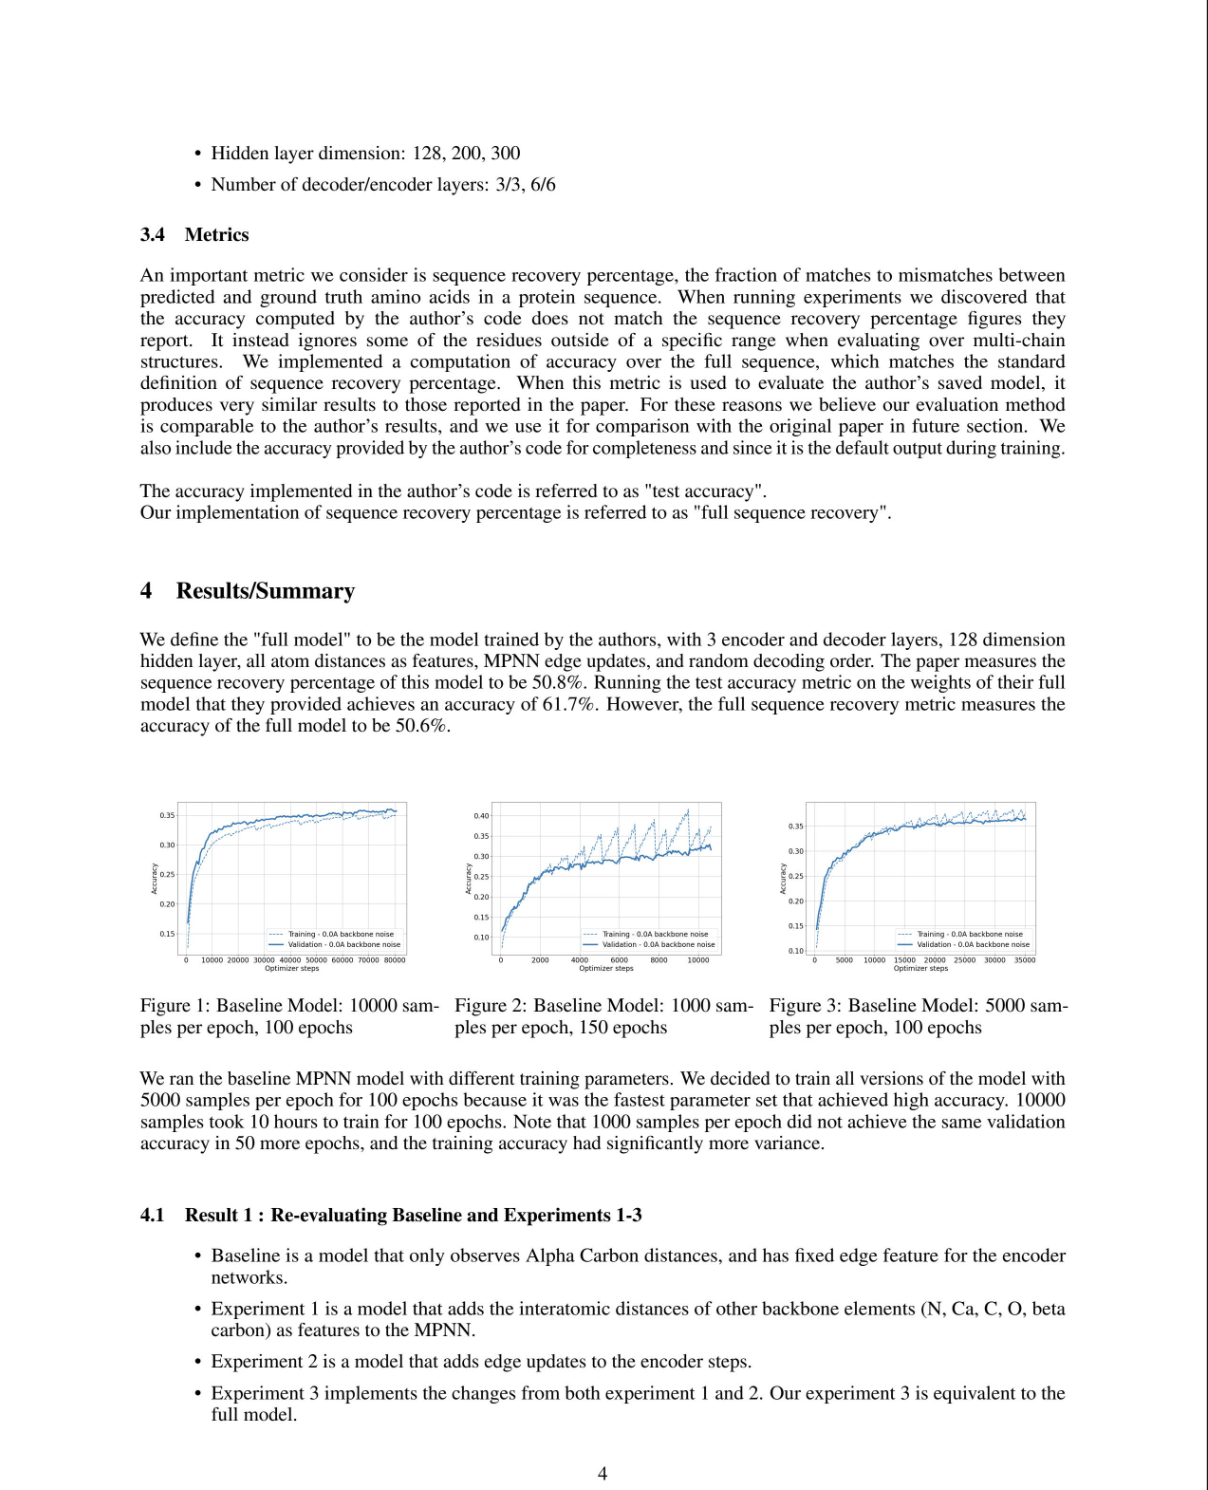 • Hidden layer dimension: 128, 200, 300
• Number of decoder/encoder layers: 3/3, 6/6
3.4 Metrics
An important metric we consider is sequence recovery percentage, the fraction of matches to mismatches between
predicted and ground truth amino acids in a protein sequence. When running experiments we discovered that
the accuracy computed by the author's code does not match the sequence recovery percentage figures they
report. It instead ignores some of the residues outside of a specific range when evaluating over multi-chain
structures. We implemented a computation of accuracy over the full sequence, which matches the standard
definition of sequence recovery percentage. When this metric is used to evaluate the author's saved model, it
produces very similar results to those reported in the paper. For these reasons we believe our evaluation method
is comparable to the author's results, and we use it for comparison with the original paper in future section. We
also include the accuracy provided by the author's code for completeness and since it is the default output during training.
The accuracy implemented in the author's code is referred to as "test accuracy".
Our implementation of sequence recovery percentage is referred to as "full sequence recovery".
4 Results/Summary
We define the "full model" to be the model trained by the authors, with 3 encoder and decoder layers, 128 dimension
hidden layer, all atom distances as features, MPNN edge updates, and random decoding order. The paper measures the
sequence recovery percentage of this model to be 50.8%. Running the test accuracy metric on the weights of their full
model that they provided achieves an accuracy of 61.7%. However, the full sequence recovery metric measures the
accuracy of the full model to be 50.6%.
0.35
0.30
0.25
0.20
0.15
Accuracy
Training - 0.0A backbone noise
Validation - 0.0A backbone noise
0 10000 20000 30000 40000 50000 60000 70000 80000
Optimizer steps
0.40
0.35
0.30
0.25
0.20
0.15
0.10
Accuracy
Training - 0.0A backbone noise
Validation - 0.0A backbone noise
0 2000 4000 6000 8000 10000
Optimizer steps
0.35
0.30
0.25
0.20
0.15
0.10
Accuracy
Training - 0.0A backbone noise
Validation - 0.0A backbone noise
0 5000 10000 15000 20000 25000 30000 35000
Optimizer steps
Figure 1: Baseline Model: 10000 sam-
ples per epoch, 100 epochs
Figure 2: Baseline Model: 1000 sam-
ples per epoch, 150 epochs
Figure 3: Baseline Model: 5000 sam-
ples per epoch, 100 epochs
We ran the baseline MPNN model with different training parameters. We decided to train all versions of the model with
5000 samples per epoch for 100 epochs because it was the fastest parameter set that achieved high accuracy. 10000
samples took 10 hours to train for 100 epochs. Note that 1000 samples per epoch did not achieve the same validation
accuracy in 50 more epochs, and the training accuracy had significantly more variance.
4.1 Result 1 : Re-evaluating Baseline and Experiments 1-3
• Baseline is a model that only observes Alpha Carbon distances, and has fixed edge feature for the encoder
networks.
• Experiment 1 is a model that adds the interatomic distances of other backbone elements (N, Ca, C, O, beta
carbon) as features to the MPNN.
• Experiment 2 is a model that adds edge updates to the encoder steps.
• Experiment 3 implements the changes from both experiment 1 and 2. Our experiment 3 is equivalent to the
full model.
4